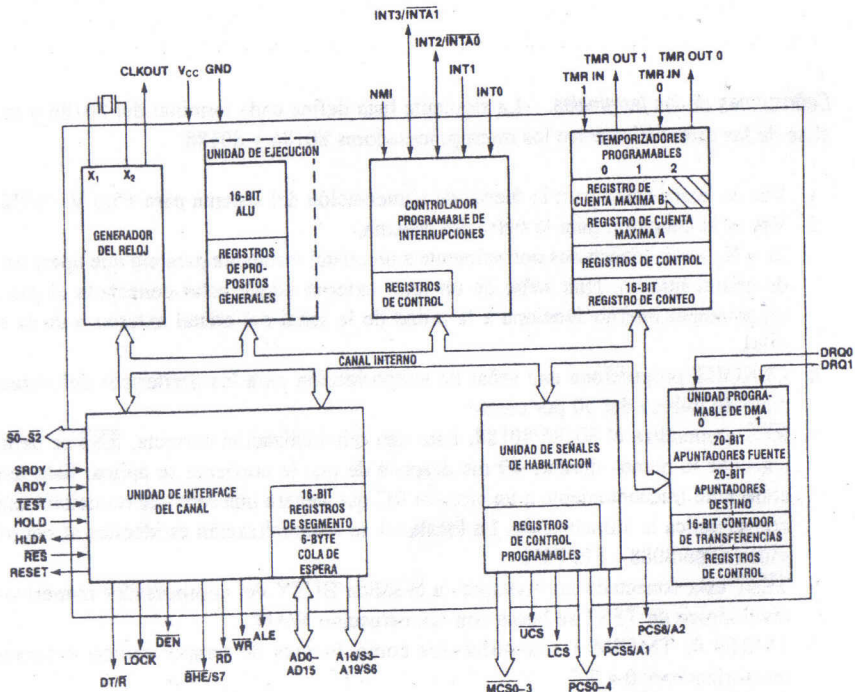 INT3/INTA1
INT2/INTA0
INT1
INT0
NMI
TMR OUT 1
TMR OUT 0
TMR IN
1
TMR IN
0
CLKOUT
VCC
GND
X1
X2
GENERADOR
DEL RELOJ
UNIDAD DE EJECUCIÓN
16-BIT
ALU
REGISTROS
DE PRO-
POSITOS
GENERALES
CONTROLADOR
PROGRAMABLE DE
INTERRUPCIONES
REGISTROS
DE CONTROL
TEMPORIZADORES
PROGRAMABLES
0 1 2
REGISTRO DE
CUENTA MAXIMA B
REGISTRO DE
CUENTA MAXIMA A
REGISTRO DE CONTROL
16-BIT
REGISTRO DE CONTEO
CANAL INTERNO
DRQ0
DRQ1
S0-S2
SRDY
ARDY
TEST
HOLD
HLDA
RES
RESET
UNIDAD DE INTERFACE
DEL CANAL
16-BIT
REGISTROS
DE SEGMENTO
6-BYTE
COLA DE
ESPERA
UNIDAD DE SEÑALES
DE HABILITACION
REGISTROS
DE CONTROL
PROGRAMABLES
UNIDAD PROGRA-
MABLE DE DMA
0 1
20-BIT
APUNTADORES FUENTE
20-BIT
APUNTADORES
DESTINO
16-BIT CONTADOR
DE TRANSFERENCIAS
REGISTROS
DE CONTROL
DT/R
LOCK
DEN
BHE/S7
RD
WR
ALE
AD0–
AD15
A16/S3–
A19/S6
MCS0–3
UCS
LCS
PCS0–4
PCS5/A1
PCS6/A2